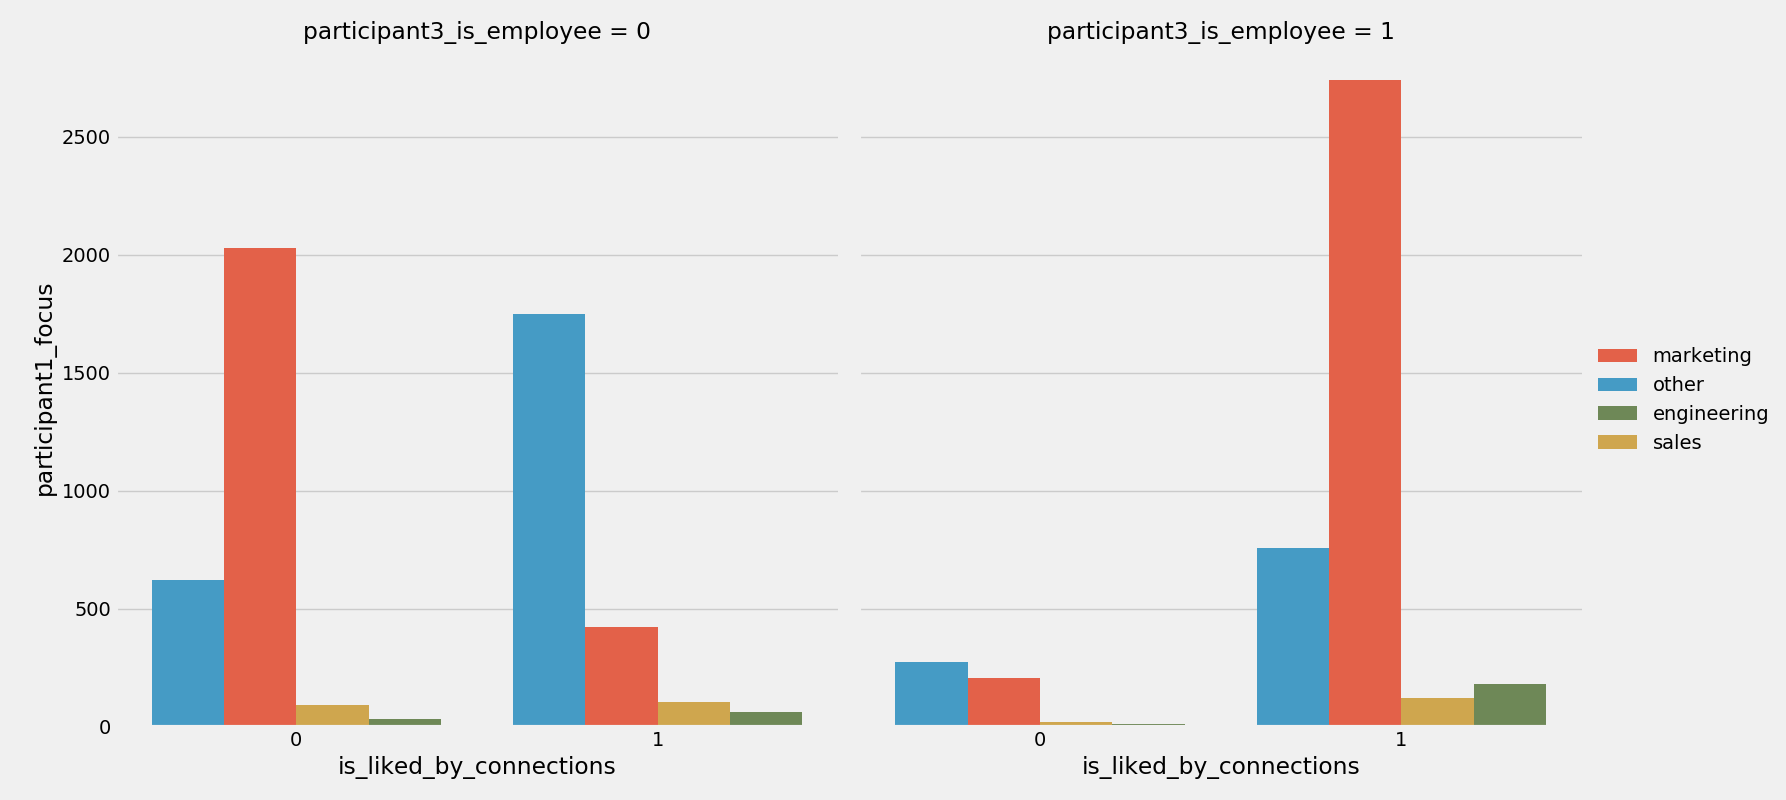 participant3_is_employee = 0
participant3_is_employee = 1
participant1_focus
2500
2000
1500
1000
500
0
0
1
0
1
is_liked_by_connections
is_liked_by_connections
marketing
other
engineering
sales